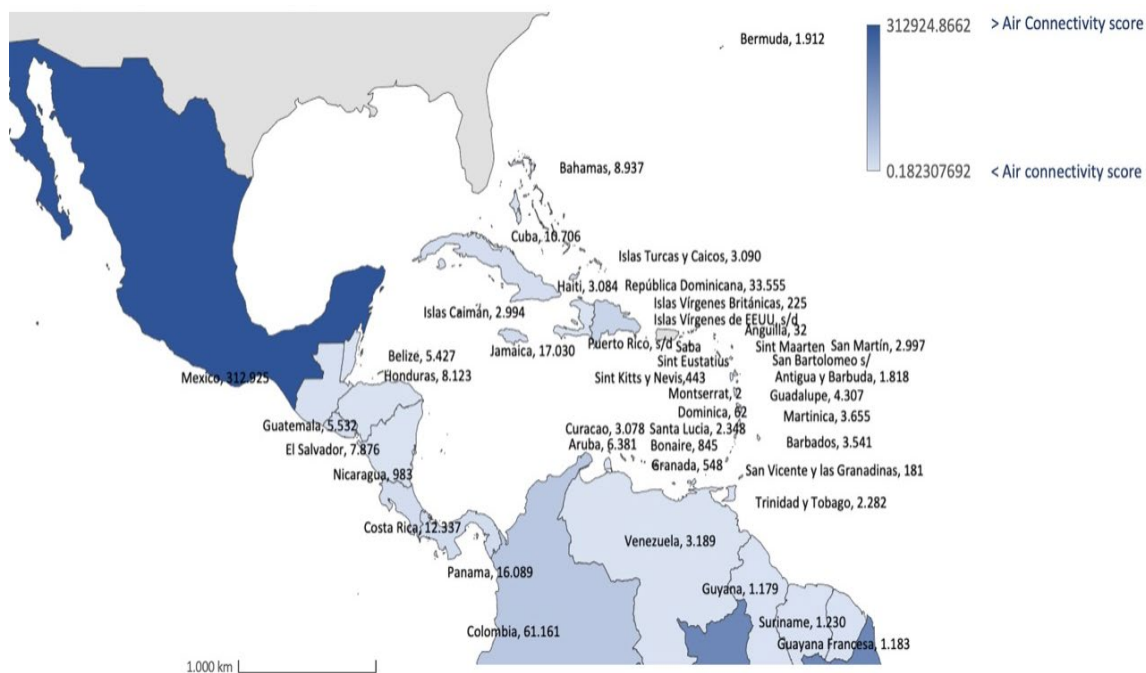 312924.8662
> Air Connectivity score
Bermuda, 1.912
0.182307692
< Air connectivity score
Bahamas, 8.937
Cuba, 10.706
Islas Turcas y Caicos, 3.090
Haiti, 3.084
República Dominicana, 33.555
Islas Vírgenes Británicas, 225
Islas Caimán, 2.994
Islas Vírgenes de EEUU, s/d
Anguilla, 32
Jamaica, 17.030
Puerto Rico, s/d
Saba
Sint Maarten
San Martín, 2.997
Belize, 5.427
Sint Eustatius
San Bartolomeo s/
Mexico, 312.925
Honduras, 8.123
Sint Kitts y Nevis,443
Antigua y Barbuda, 1.818
Montserrat, 2
Guadalupe, 4.307
Dominica, 62
Martinica, 3.655
Guatemala, 5.532
Curacao, 3.078
Santa Lucia, 2.348
El Salvador, 7.876
Aruba, 6.381
Bonaire, 845
Barbados, 3.541
Nicaragua, 983
Granada, 548
San Vicente y las Granadinas, 181
Trinidad y Tobago, 2.282
Costa Rica, 12.337
Venezuela, 3.189
Panama, 16.089
Guyana, 1.179
Colombia, 61.161
Suriname, 1.230
Guayana Francesa, 1.183
1.000 km